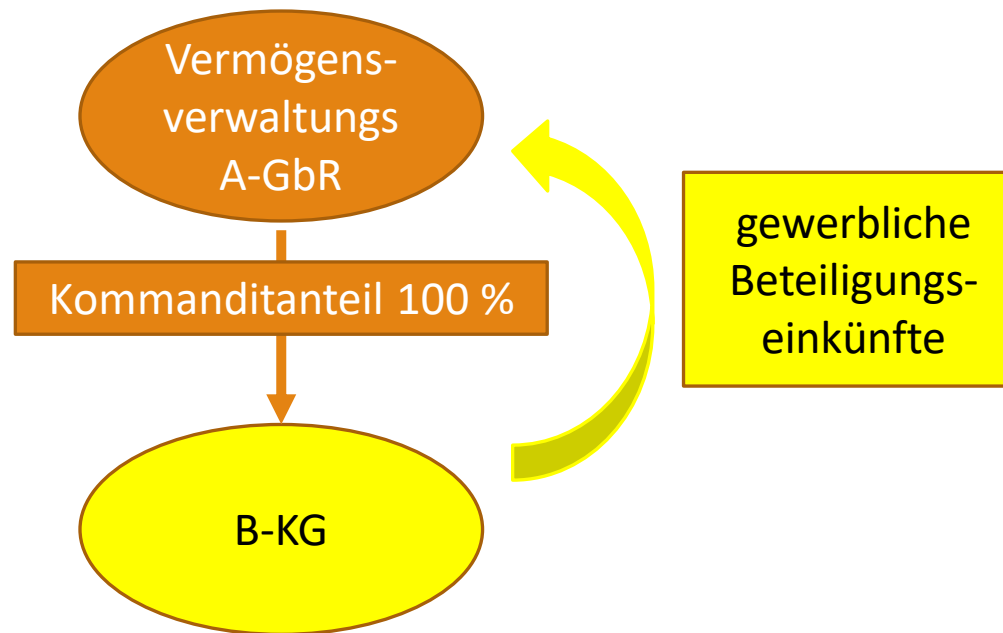 Vermögens-
verwaltungs
A-GbR
Kommanditanteil 100 %
gewerbliche
Beteiligungs-
einkünfte
B-KG